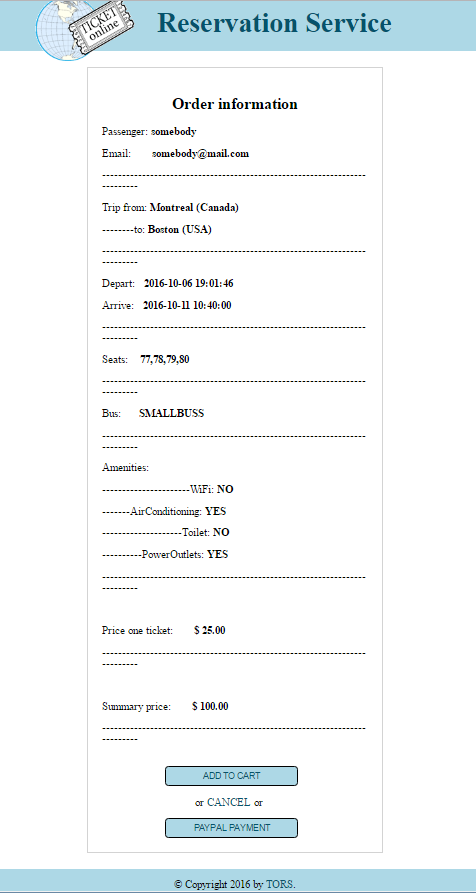 TICKET
online
Reservation Service
Order information
Passenger: somebody
Email: somebody@mail.com
------------------------------------------------------------------
---------
Trip from: Montreal (Canada)
--------to: Boston (USA)
------------------------------------------------------------------
---------
Depart: 2016-10-06 19:01:46
Arrive: 2016-10-11 10:40:00
------------------------------------------------------------------
---------
Seats: 77,78,79,80
------------------------------------------------------------------
---------
Bus: SMALLBUSS
------------------------------------------------------------------
---------
Amenities:
----------------------WiFi: NO
-------AirConditioning: YES
--------------------Toilet: NO
----------PowerOutlets: YES
------------------------------------------------------------------
---------
Price one ticket: $ 25.00
------------------------------------------------------------------
---------
Summary price: $ 100.00
------------------------------------------------------------------
---------
ADD TO CART
or CANCEL or
PAYPAL PAYMENT
© Copyright 2016 by TORS.